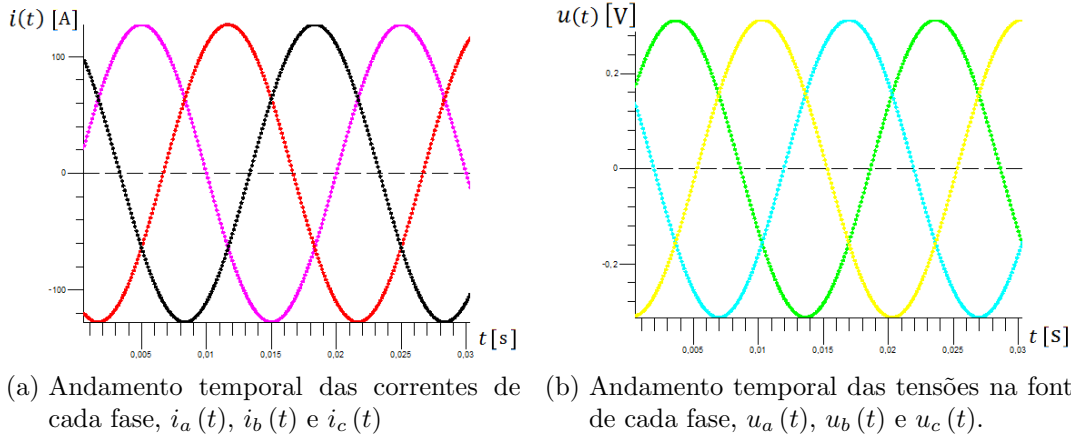 i(t) [A]
100
0
-100
0,005
0,01
0,015
0,02
0,025
0,03
t [s]
u(t) [V]
0,2
0
-0,2
0,005
0,01
0,015
0,02
0,025
0,03
t [s]
(a) Andamento temporal das correntes de
cada fase, i_a (t), i_b (t) e i_c (t)
(b) Andamento temporal das tensões na font
de cada fase, u_a (t), u_b (t) e u_c (t).